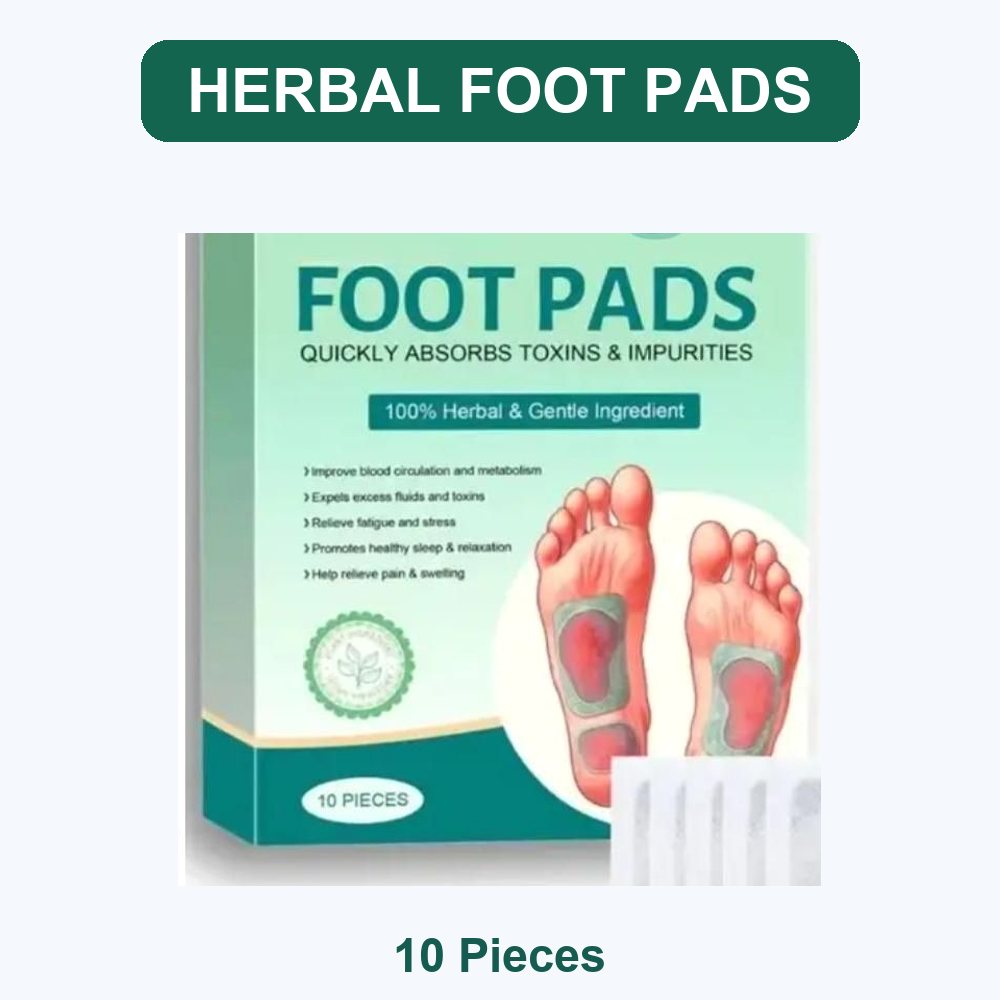 HERBAL FOOT PADS
FOOT PADS
QUICKLY ABSORBS TOXINS & IMPURITIES
100% Herbal & Gentle Ingredient
›Improve blood circulation and metabolism
›Expels excess fluids and toxins
›Relieve fatigue and stress
›Promotes healthy sleep & relaxation
›Help relieve pain & swelling
10 PIECES
10 Pieces